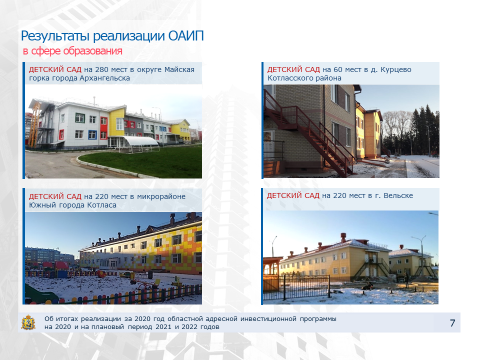 Результаты реализации ОАИП
в сфере образования
ДЕТСКИЙ САД на 280 мест в округе Майская
горка города Архангельска
ДЕТСКИЙ САД на 60 мест в д. Курцево
Котласского района
ДЕТСКИЙ САД на 220 мест в микрорайоне
Южный города Котласа
ДЕТСКИЙ САД на 220 мест в г. Вельске
Об итогах реализации за 2020 год областной адресной инвестиционной программы
на 2020 и на плановый период 2021 и 2022 годов
7